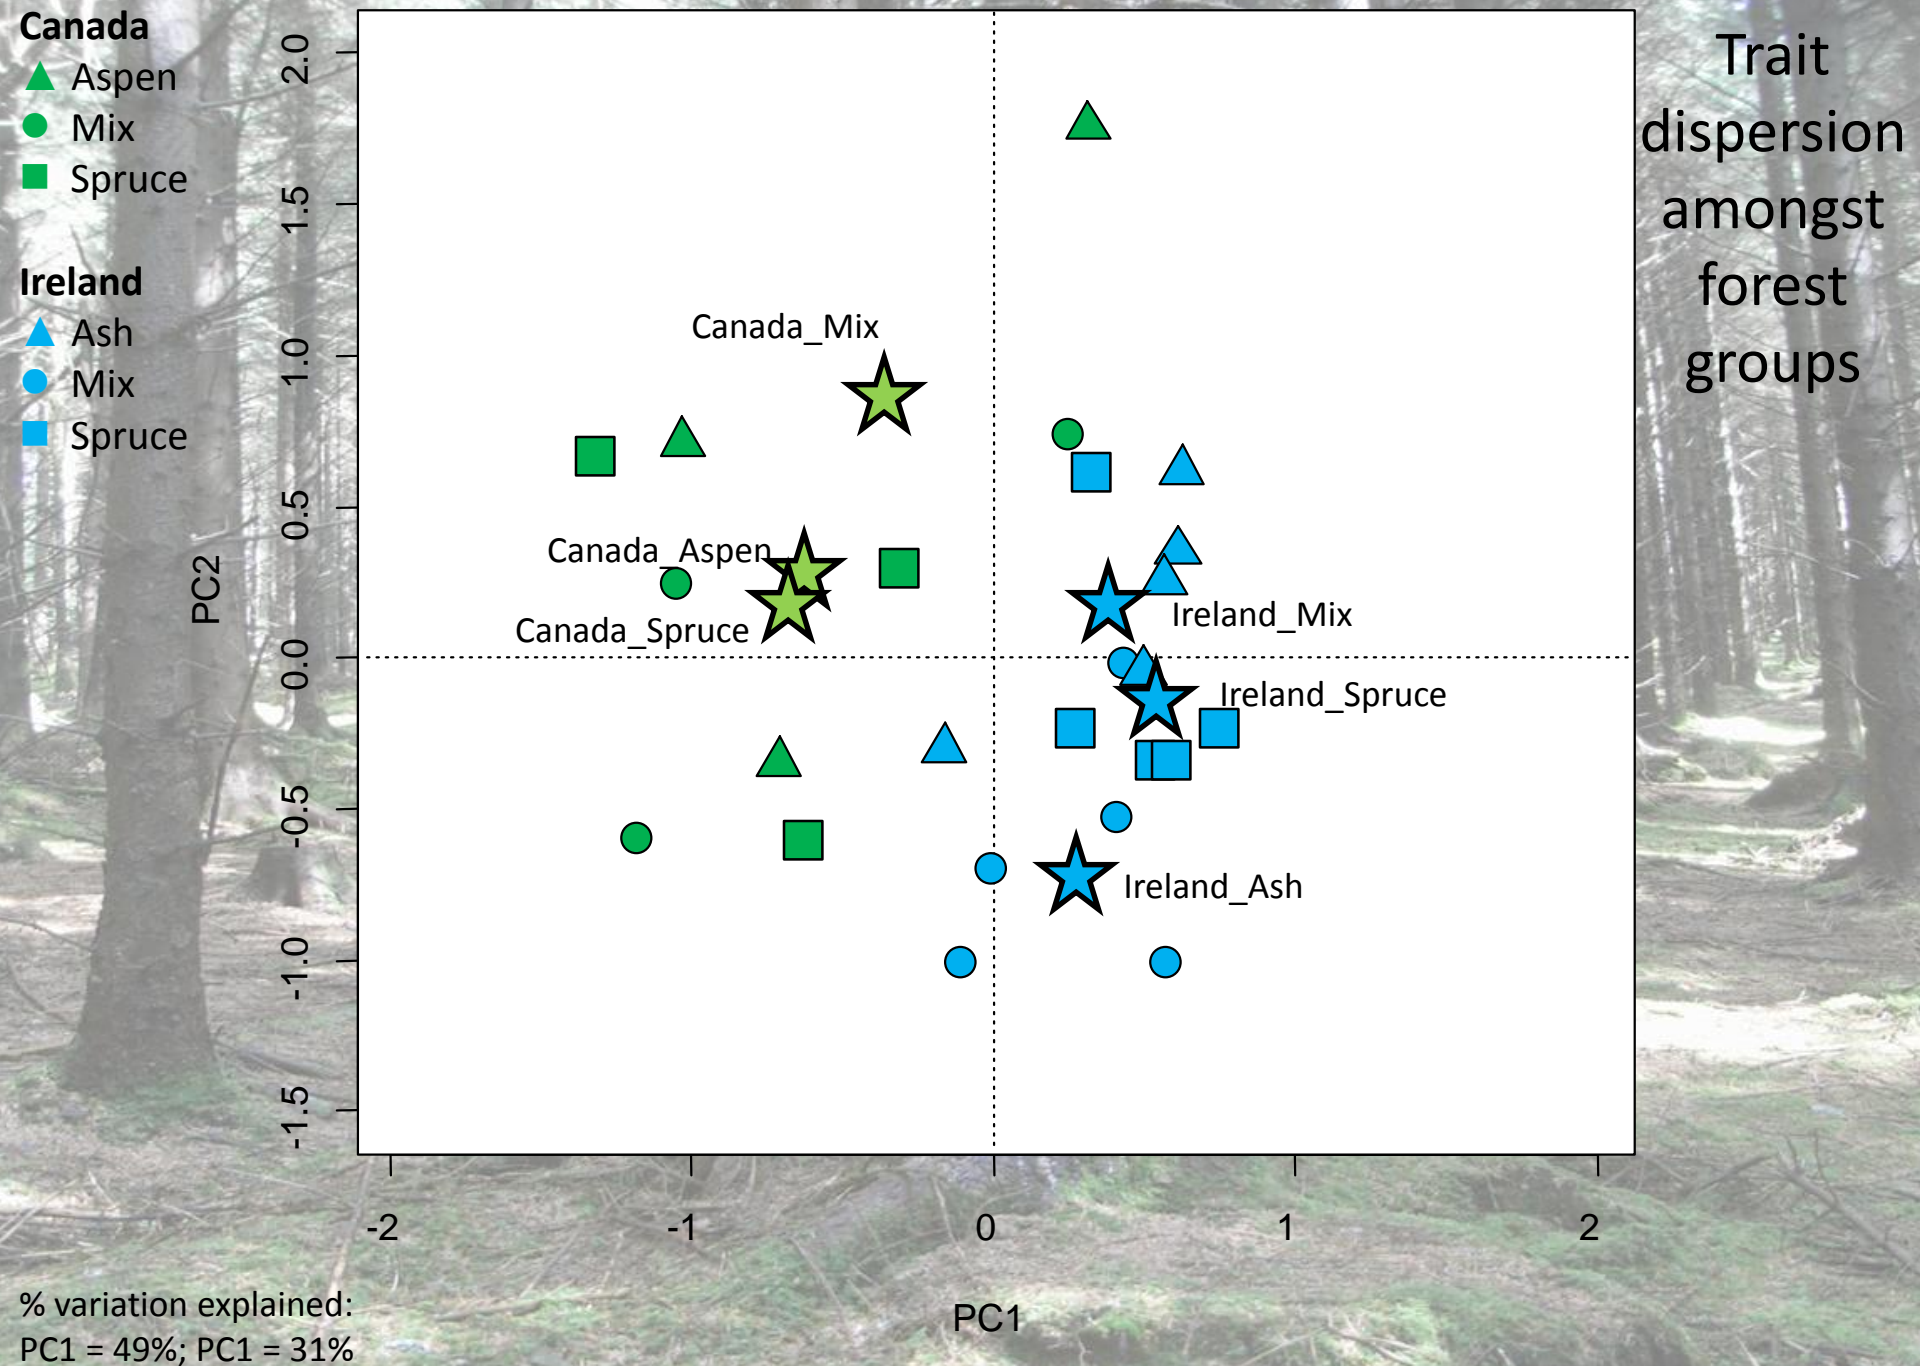 Canada
Aspen
Mix
Spruce
Ireland
Ash
Mix
Spruce
Trait
dispersion
amongst
forest
groups
2.0
1.5
1.0
0.5
0.0
-0.5
-1.0
-1.5
PC2
Canada_Mix
Canada_Aspen
Canada_Spruce
Ireland_Mix
Ireland_Spruce
Ireland_Ash
-2
-1
0
1
2
PC1
% variation explained:
PC1 = 49%; PC1 = 31%